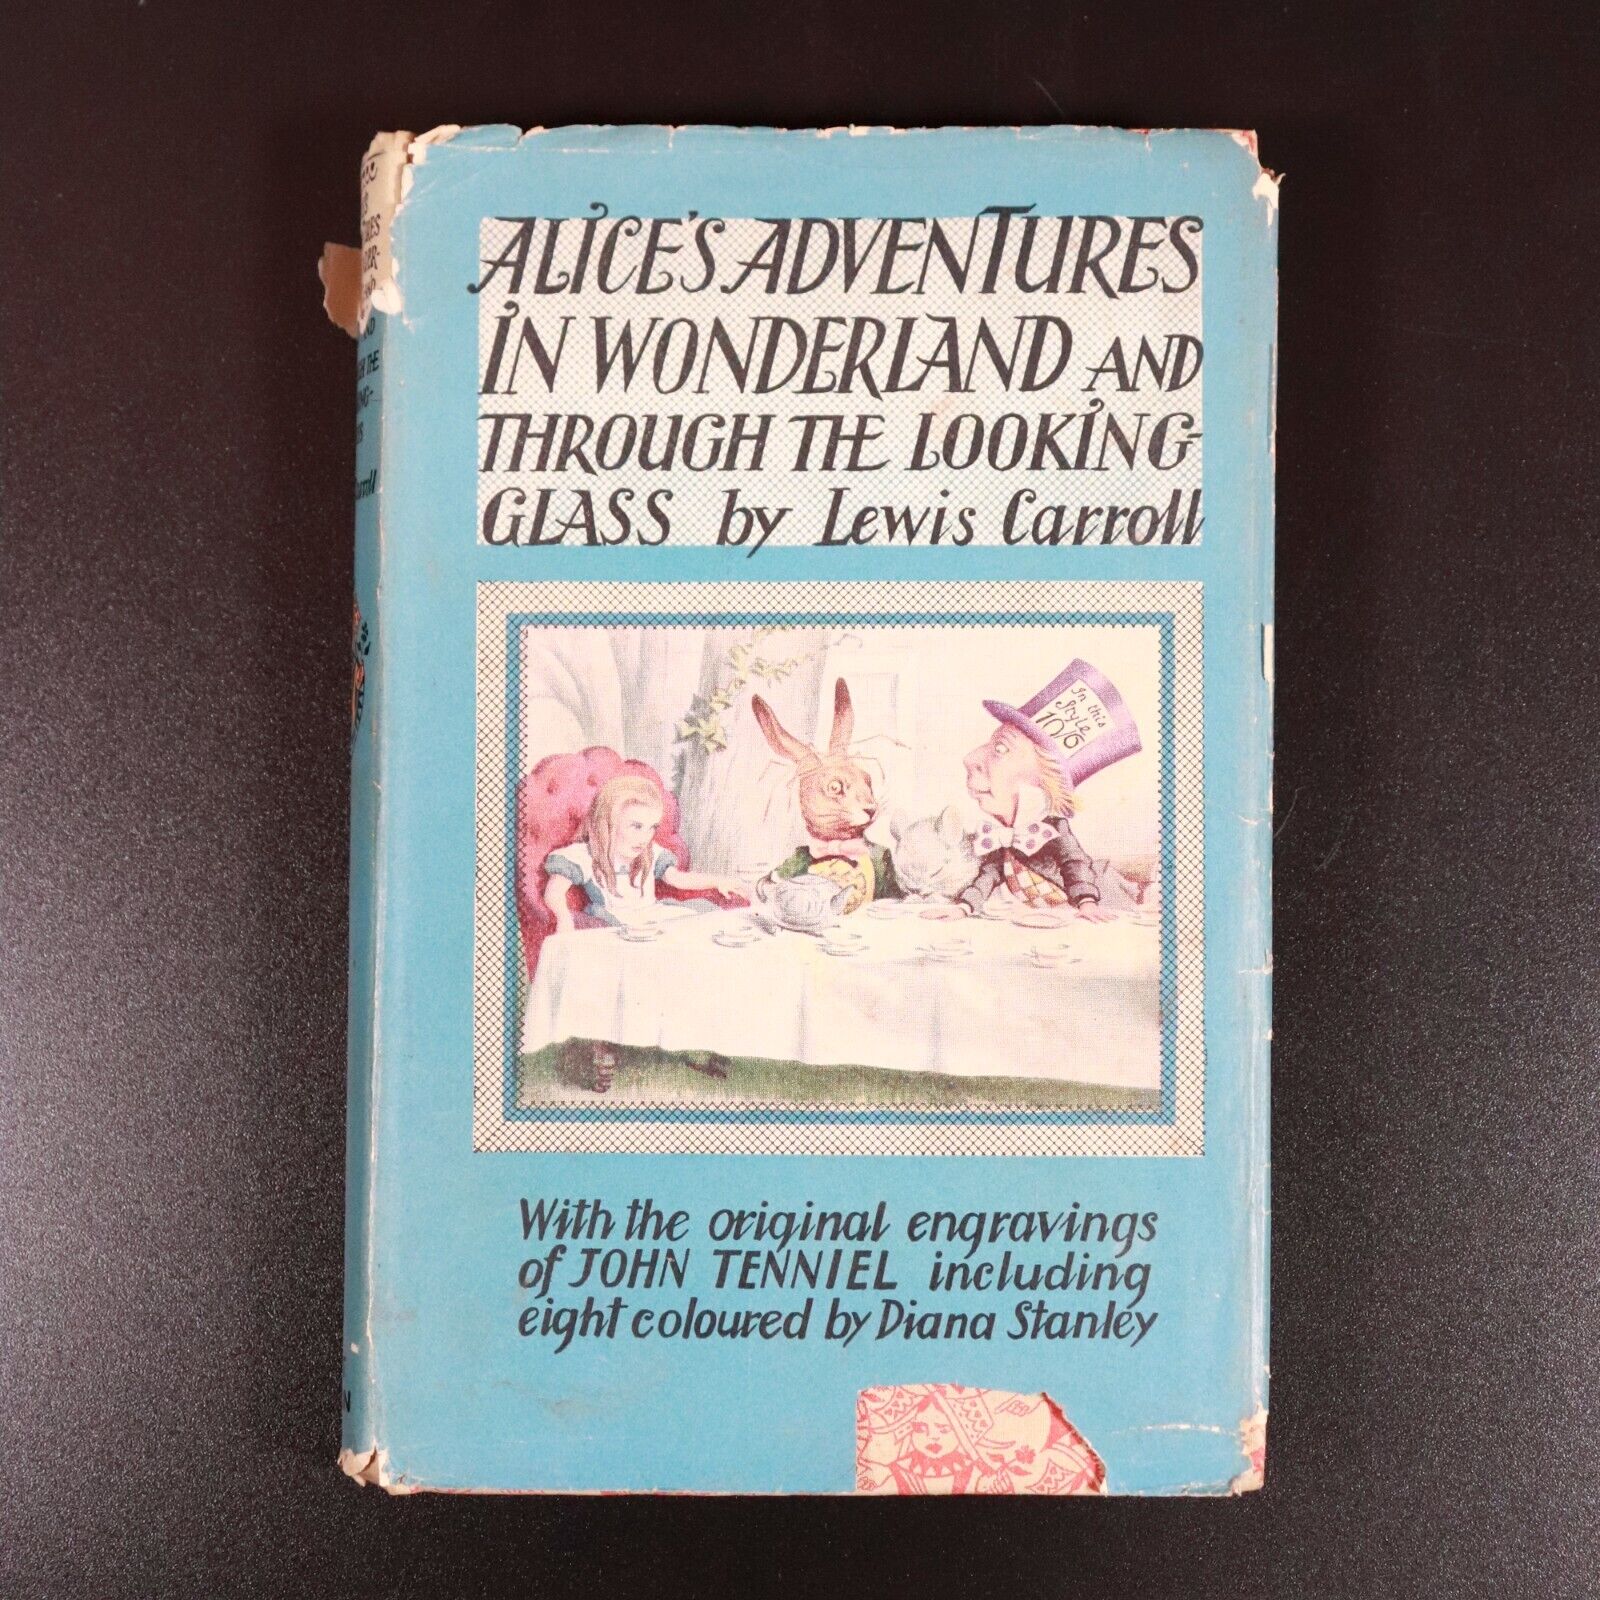 ALICE'S ADVENTURES
IN WONDERLAND AND
THROUGH THE LOOKING-
GLASS by Lewis Carroll
In this
Style
10/6
With the original engravings
of JOHN TENNIEL including
eight coloured by Diana Stanley
AND